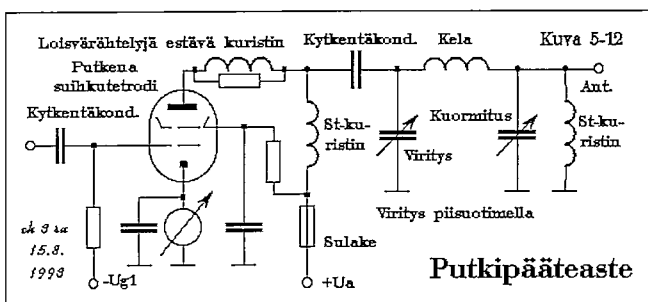 Loisvärähtelyjä estävä kuristin
Kytkentäkond.
Kela
Kuva 5-12
Putkena
suihkutetrodi
Kytkentäkond.
Ant.
St-ku-
ristin
Kuormitus
St-ku-
ristin
Viritys
Viritys piisuotimella
15.8.
1993
Sulake
-Ug1
+Ua
Putkipääteaste